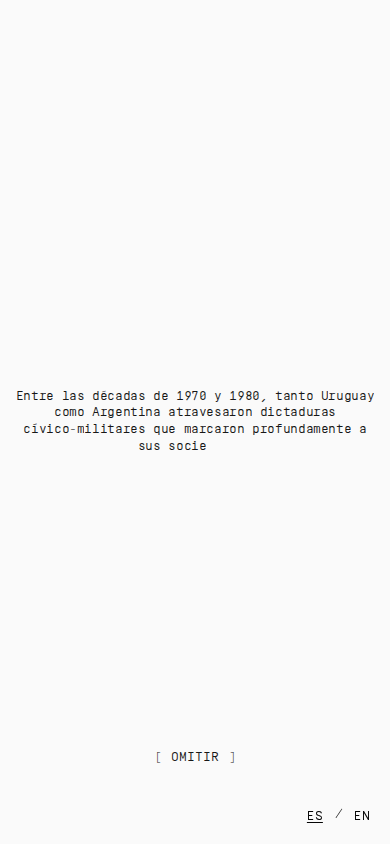 Entre las décadas de 1970 y 1980, tanto Uruguay
como Argentina atravesaron dictaduras
cívico-militares que marcaron profundamente a
sus socie
[ OMITIR ]
ES / EN